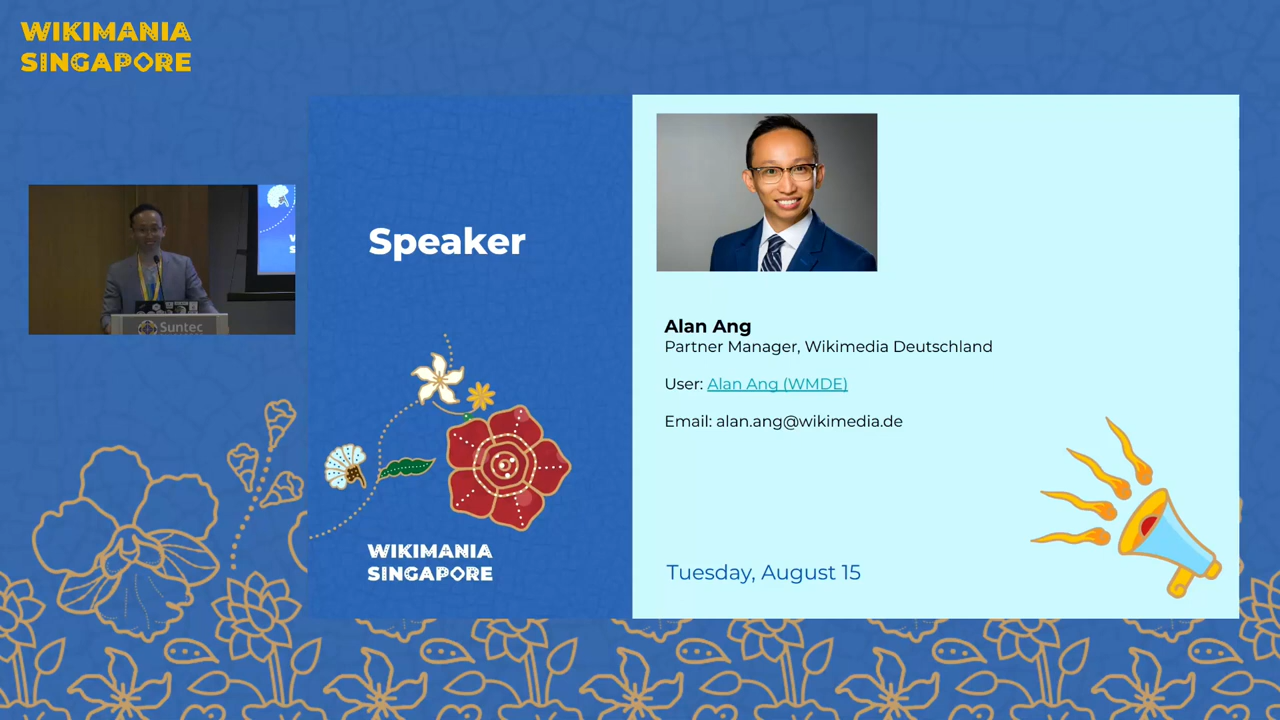 WIKIMANIA
SINGAPORE
Suntec
Speaker
WIKIMANIA
SINGAPORE
Alan Ang
Partner Manager, Wikimedia Deutschland
User: Alan Ang (WMDE)
Email: alan.ang@wikimedia.de
Tuesday, August 15